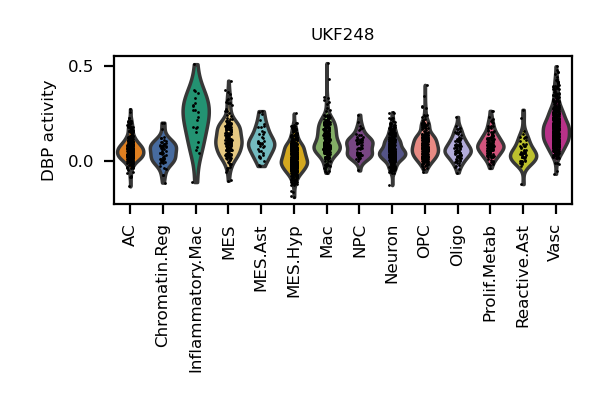 UKF248
DBP activity
0.5
0.0
AC
Chromatin.Reg
Inflammatory.Mac
MES
MES.Ast
MES.Hyp
Mac
NPC
Neuron
OPC
Oligo
Prolif.Metab
Reactive.Ast
Vasc